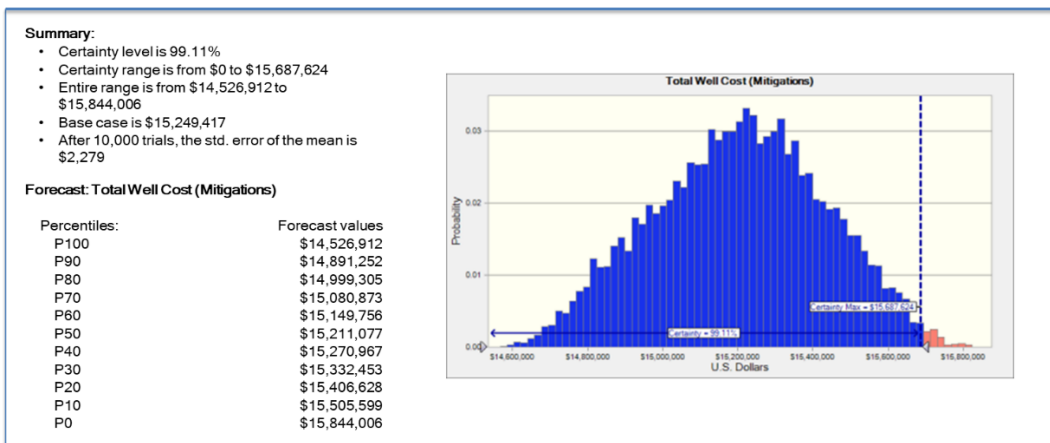 Summary:
• Certainty level is 99.11%
• Certainty range is from $0 to $15,687,624
• Entire range is from $14,526,912 to
$15,844,006
• Base case is $15,249,417
• After 10,000 trials, the std. error of the mean is
$2,279
Forecast: Total Well Cost (Mitigations)
Percentiles: Forecast values
P100 $14,526,912
P90 $14,891,252
P80 $14,999,305
P70 $15,080,873
P60 $15,149,756
P50 $15,211,077
P40 $15,270,967
P30 $15,332,453
P20 $15,406,628
P10 $15,505,599
P0 $15,844,006
Total Well Cost (Mitigations)
Probability
0.03
0.02
0.01
0.00
Certainty Max = $15,687,624
Certainty = 99.11%
$14,600,000 $14,800,000 $15,000,000 $15,200,000 $15,400,000 $15,600,000 $15,800,000
U.S. Dollars